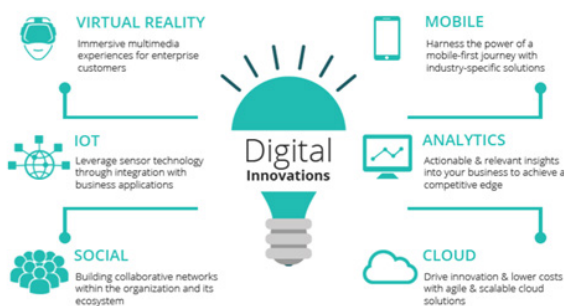 VIRTUAL REALITY
Immersive multimedia
experiences for enterprise
customers
IOT
Leverage sensor technology
through integration with
business applications
SOCIAL
Building collaborative networks
within the organization and its
ecosystem
Digital
Innovations
MOBILE
Harness the power of a
mobile-first journey with
industry-specific solutions
ANALYTICS
Actionable & relevant insights
into your business to achieve a
competitive edge
CLOUD
Drive innovation & lower costs
with agile & scalable cloud
solutions